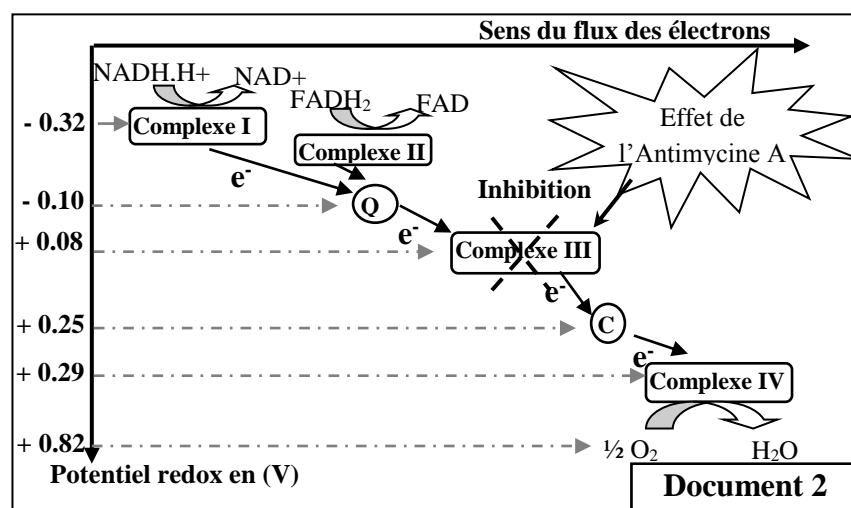 Sens du flux des électrons
NADH,H+
NAD+
FADH₂
FAD
Effet de
l'Antimycine A
- 0.32
Complexe I
Complexe II
e-
Inhibition
- 0.10
Q
e-
+ 0.08
Complexe III
e-
+ 0.25
C
e-
+ 0.29
Complexe IV
+ 0.82
½ O₂
H₂O
Potentiel redox en (V)
Document 2